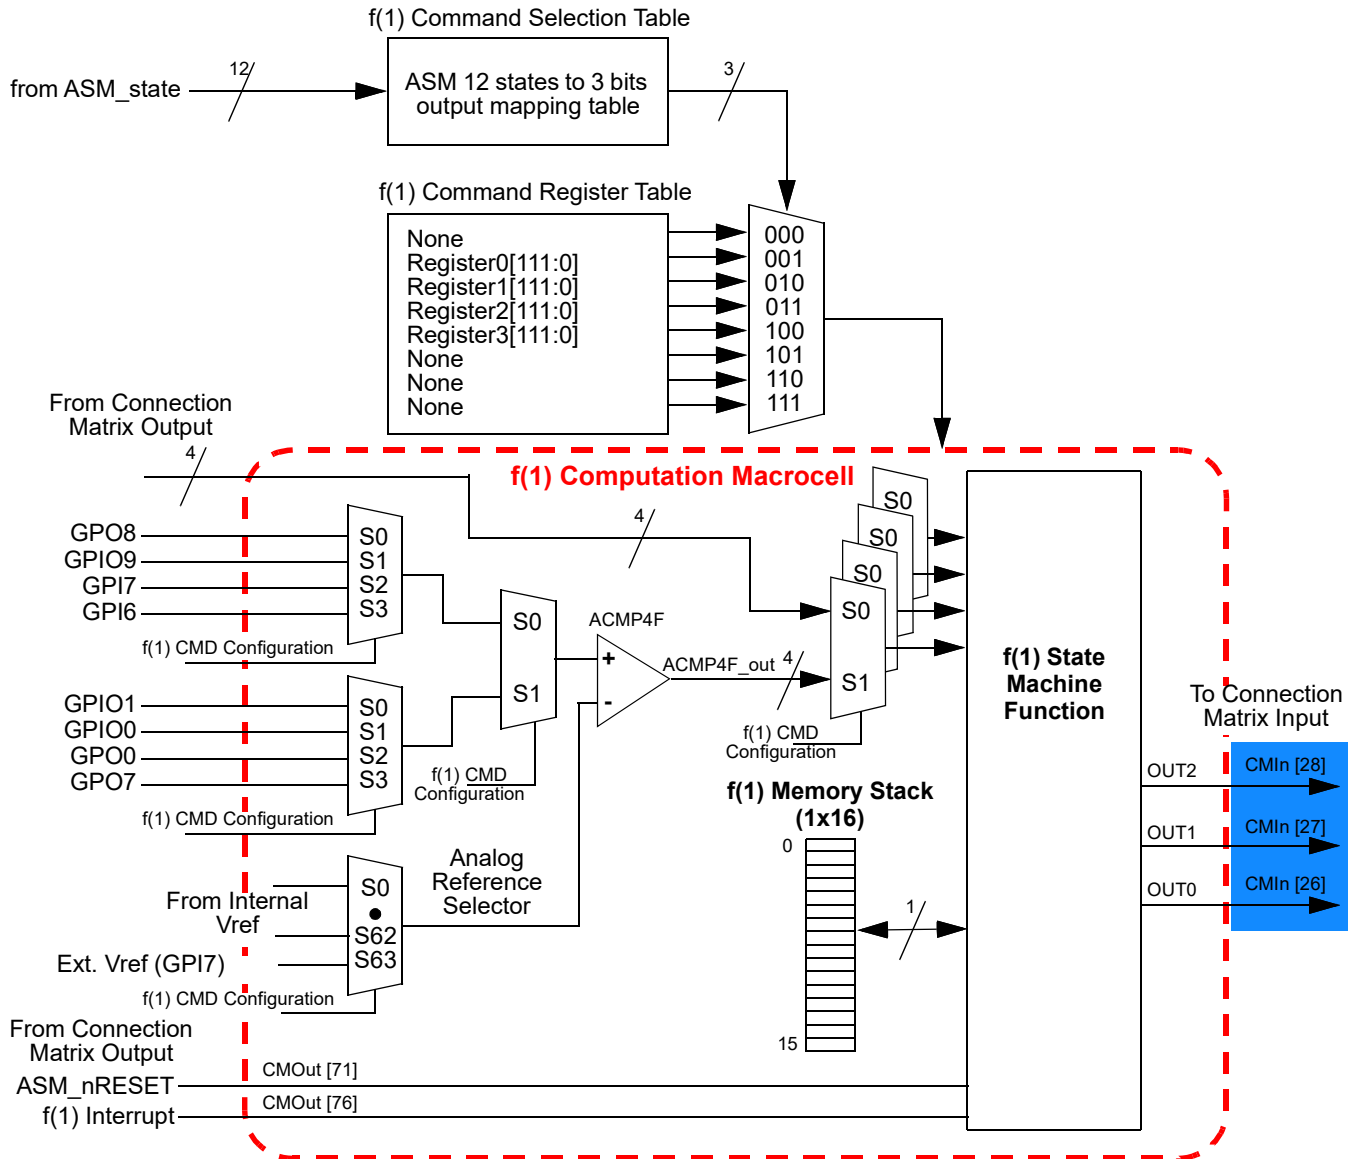 f(1) Command Selection Table
from ASM_state
12
ASM 12 states to 3 bits
output mapping table
3
f(1) Command Register Table
None
Register0[111:0]
Register1[111:0]
Register2[111:0]
Register3[111:0]
None
None
None
000
001
010
011
100
101
110
111
From Connection
Matrix Output
4
f(1) Computation Macrocell
4
GPO8
GPIO9
GPI7
GPI6
S0
S1
S2
S3
f(1) CMD Configuration
GPIO1
GPIO0
GPO0
GPO7
S0
S1
S2
S3
f(1) CMD Configuration
S0
S1
f(1) CMD
Configuration
ACMP4F
+
-
ACMP4F_out
4
S0
S0
S0
S0
S1
f(1) CMD
Configuration
f(1) State
Machine
Function
To Connection
Matrix Input
OUT2
CMIn [28]
OUT1
CMIn [27]
OUT0
CMIn [26]
f(1) Memory Stack
(1x16)
0
15
1
Analog
Reference
Selector
From Internal
Vref
Ext. Vref (GPI7)
S0
S62
S63
f(1) CMD Configuration
From Connection
Matrix Output
ASM_nRESET
CMOut [71]
f(1) Interrupt
CMOut [76]